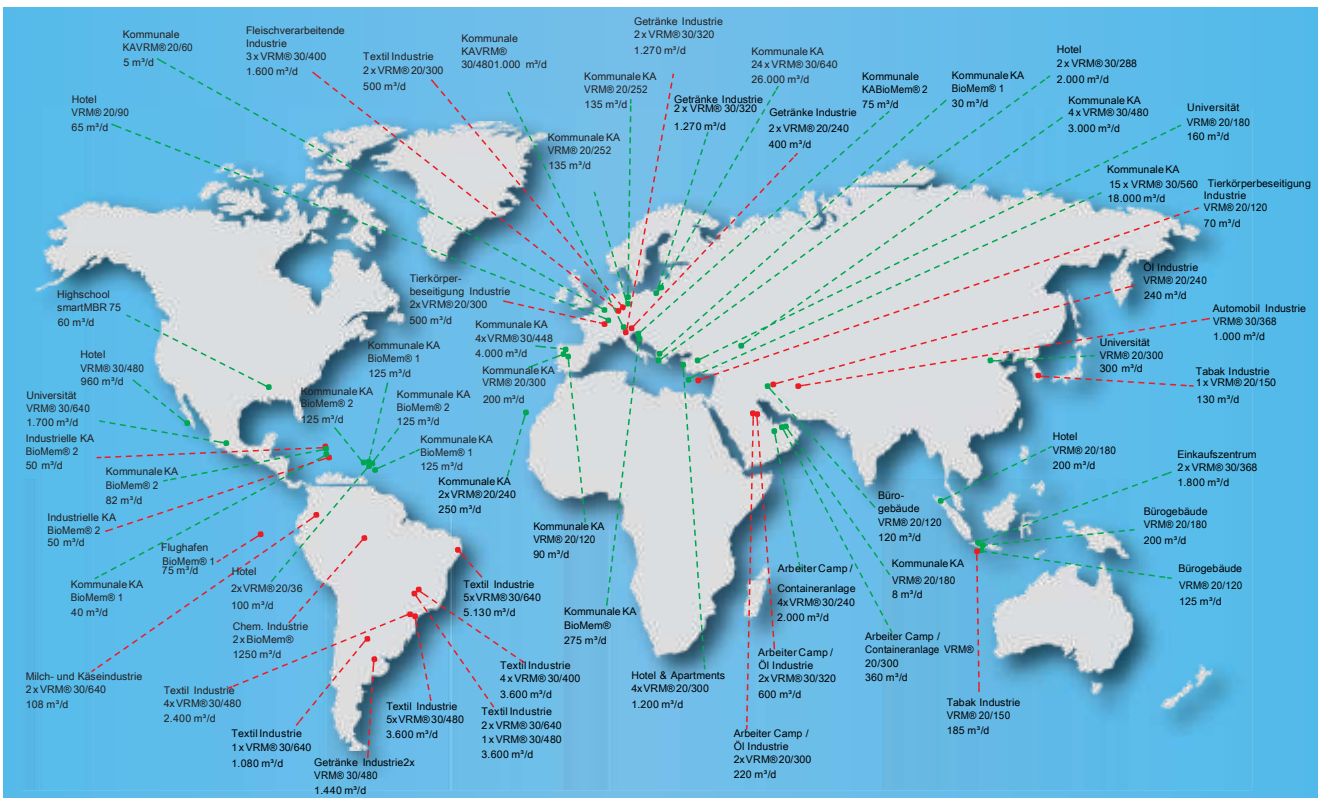 Kommunale
KAVRM® 20/60
5 m³/d
Fleischverarbeitende
Industrie
3 x VRM® 30/400
1.600 m³/d
Textil Industrie
2 x VRM® 20/300
500 m³/d
Kommunale
KAVRM®
30/4801.000 m³/d
Getränke Industrie
2 x VRM® 30/320
1.270 m³/d
Kommunale KA
VRM® 20/252
135 m³/d
Kommunale KA
24 x VRM® 30/640
26.000 m³/d
Getränke Industrie
2 x VRM® 30/320
1.270 m³/d
Kommunale
KABioMem® 2
75 m³/d
Getränke Industrie
2 x VRM® 20/240
400 m³/d
Kommunale KA
BioMem® 1
30 m³/d
Hotel
2 x VRM® 30/288
2.000 m³/d
Kommunale KA
4 x VRM® 30/480
3.000 m³/d
Universität
VRM® 20/180
160 m³/d
Hotel
VRM® 20/90
65 m³/d
Kommunale KA
VRM® 20/252
135 m³/d
Kommunale KA
15 x VRM® 30/560
18.000 m³/d
Tierkörperbeseitigung
Industrie
VRM® 20/120
70 m³/d
Öl Industrie
VRM® 20/240
240 m³/d
Automobil Industrie
VRM® 30/368
1.000 m³/d
Universität
VRM® 20/300
300 m³/d
Tabak Industrie
1 x VRM® 20/150
130 m³/d
Tierkörper-
beseitigung Industrie
2x VRM® 20/300
500 m³/d
Kommunale KA
4x VRM® 30/448
4.000 m³/d
Kommunale KA
VRM® 20/300
200 m³/d
Highschool
smartMBR 75
60 m³/d
Hotel
VRM® 30/480
960 m³/d
Universität
VRM® 30/640
1.700 m³/d
Industrielle KA
BioMem® 2
50 m³/d
Kommunale KA
BioMem® 2
82 m³/d
Industrielle KA
BioMem® 2
50 m³/d
Kommunale KA
BioMem® 1
40 m³/d
Kommunale KA
BioMem® 1
125 m³/d
Kommunale KA
BioMem® 2
125 m³/d
Kommunale KA
BioMem® 2
125 m³/d
Kommunale KA
BioMem® 1
125 m³/d
Kommunale KA
2x VRM® 20/240
250 m³/d
Kommunale KA
VRM® 20/120
90 m³/d
Flughafen
BioMem® 1
75 m³/d
Hotel
2x VRM® 20/36
100 m³/d
Chem. Industrie
2 x BioMem®
1250 m³/d
Milch- und Käseindustrie
2 x VRM® 30/640
108 m³/d
Textil Industrie
4x VRM® 30/480
2.400 m³/d
Textil Industrie
1 x VRM® 30/640
1.080 m³/d
Getränke Industrie2x
VRM® 30/480
1.440 m³/d
Textil Industrie
5x VRM® 30/480
3.600 m³/d
Textil Industrie
2 x VRM® 30/640
1 x VRM® 30/480
3.600 m³/d
Textil Industrie
4 x VRM® 30/400
3.600 m³/d
Textil Industrie
5x VRM® 30/640
5.130 m³/d
Kommunale KA
BioMem®
275 m³/d
Hotel & Apartments
4x VRM® 20/300
1.200 m³/d
Arbeiter Camp /
Öl Industrie
2x VRM® 20/300
220 m³/d
Arbeiter Camp /
Öl Industrie
2x VRM® 30/320
600 m³/d
Arbeiter Camp /
Containeranlage
4x VRM® 30/240
2.000 m³/d
Arbeiter Camp /
Containeranlage VRM®
20/300
360 m³/d
Büro-
gebäude
VRM® 20/120
120 m³/d
Kommunale KA
VRM® 20/180
8 m³/d
Hotel
VRM® 20/180
200 m³/d
Einkaufszentrum
2 x VRM® 30/368
1.800 m³/d
Bürogebäude
VRM® 20/180
200 m³/d
Bürogebäude
VRM® 20/120
125 m³/d
Tabak Industrie
VRM® 20/150
185 m³/d